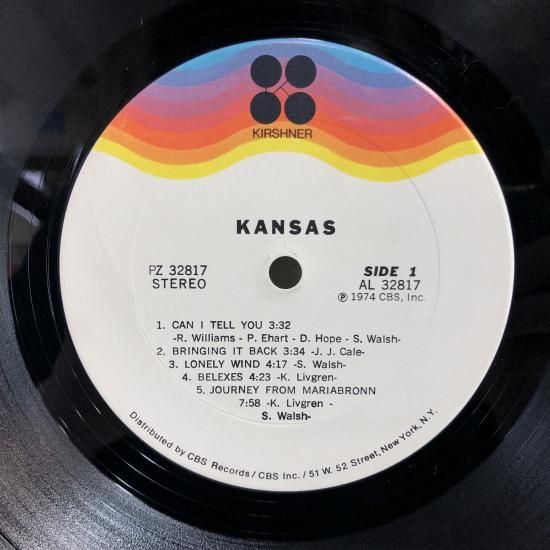 KIRSHNER
KANSAS
PZ 32817
STEREO
SIDE 1
AL 32817
Ⓟ 1974 CBS, Inc.
1. CAN I TELL YOU 3:32
-R. Williams - P. Ehart - D. Hope - S. Walsh-
2. BRINGING IT BACK 3:34 -J. J. Cale-
3. LONELY WIND 4:17 -S. Walsh-
4. BELEXES 4:23 -K. Livgren-
5. JOURNEY FROM MARIABRONN
7:58 -K. Livgren -
S. Walsh-
Distributed by CBS Records/CBS Inc./51 W. 52 Street, New York, N.Y.